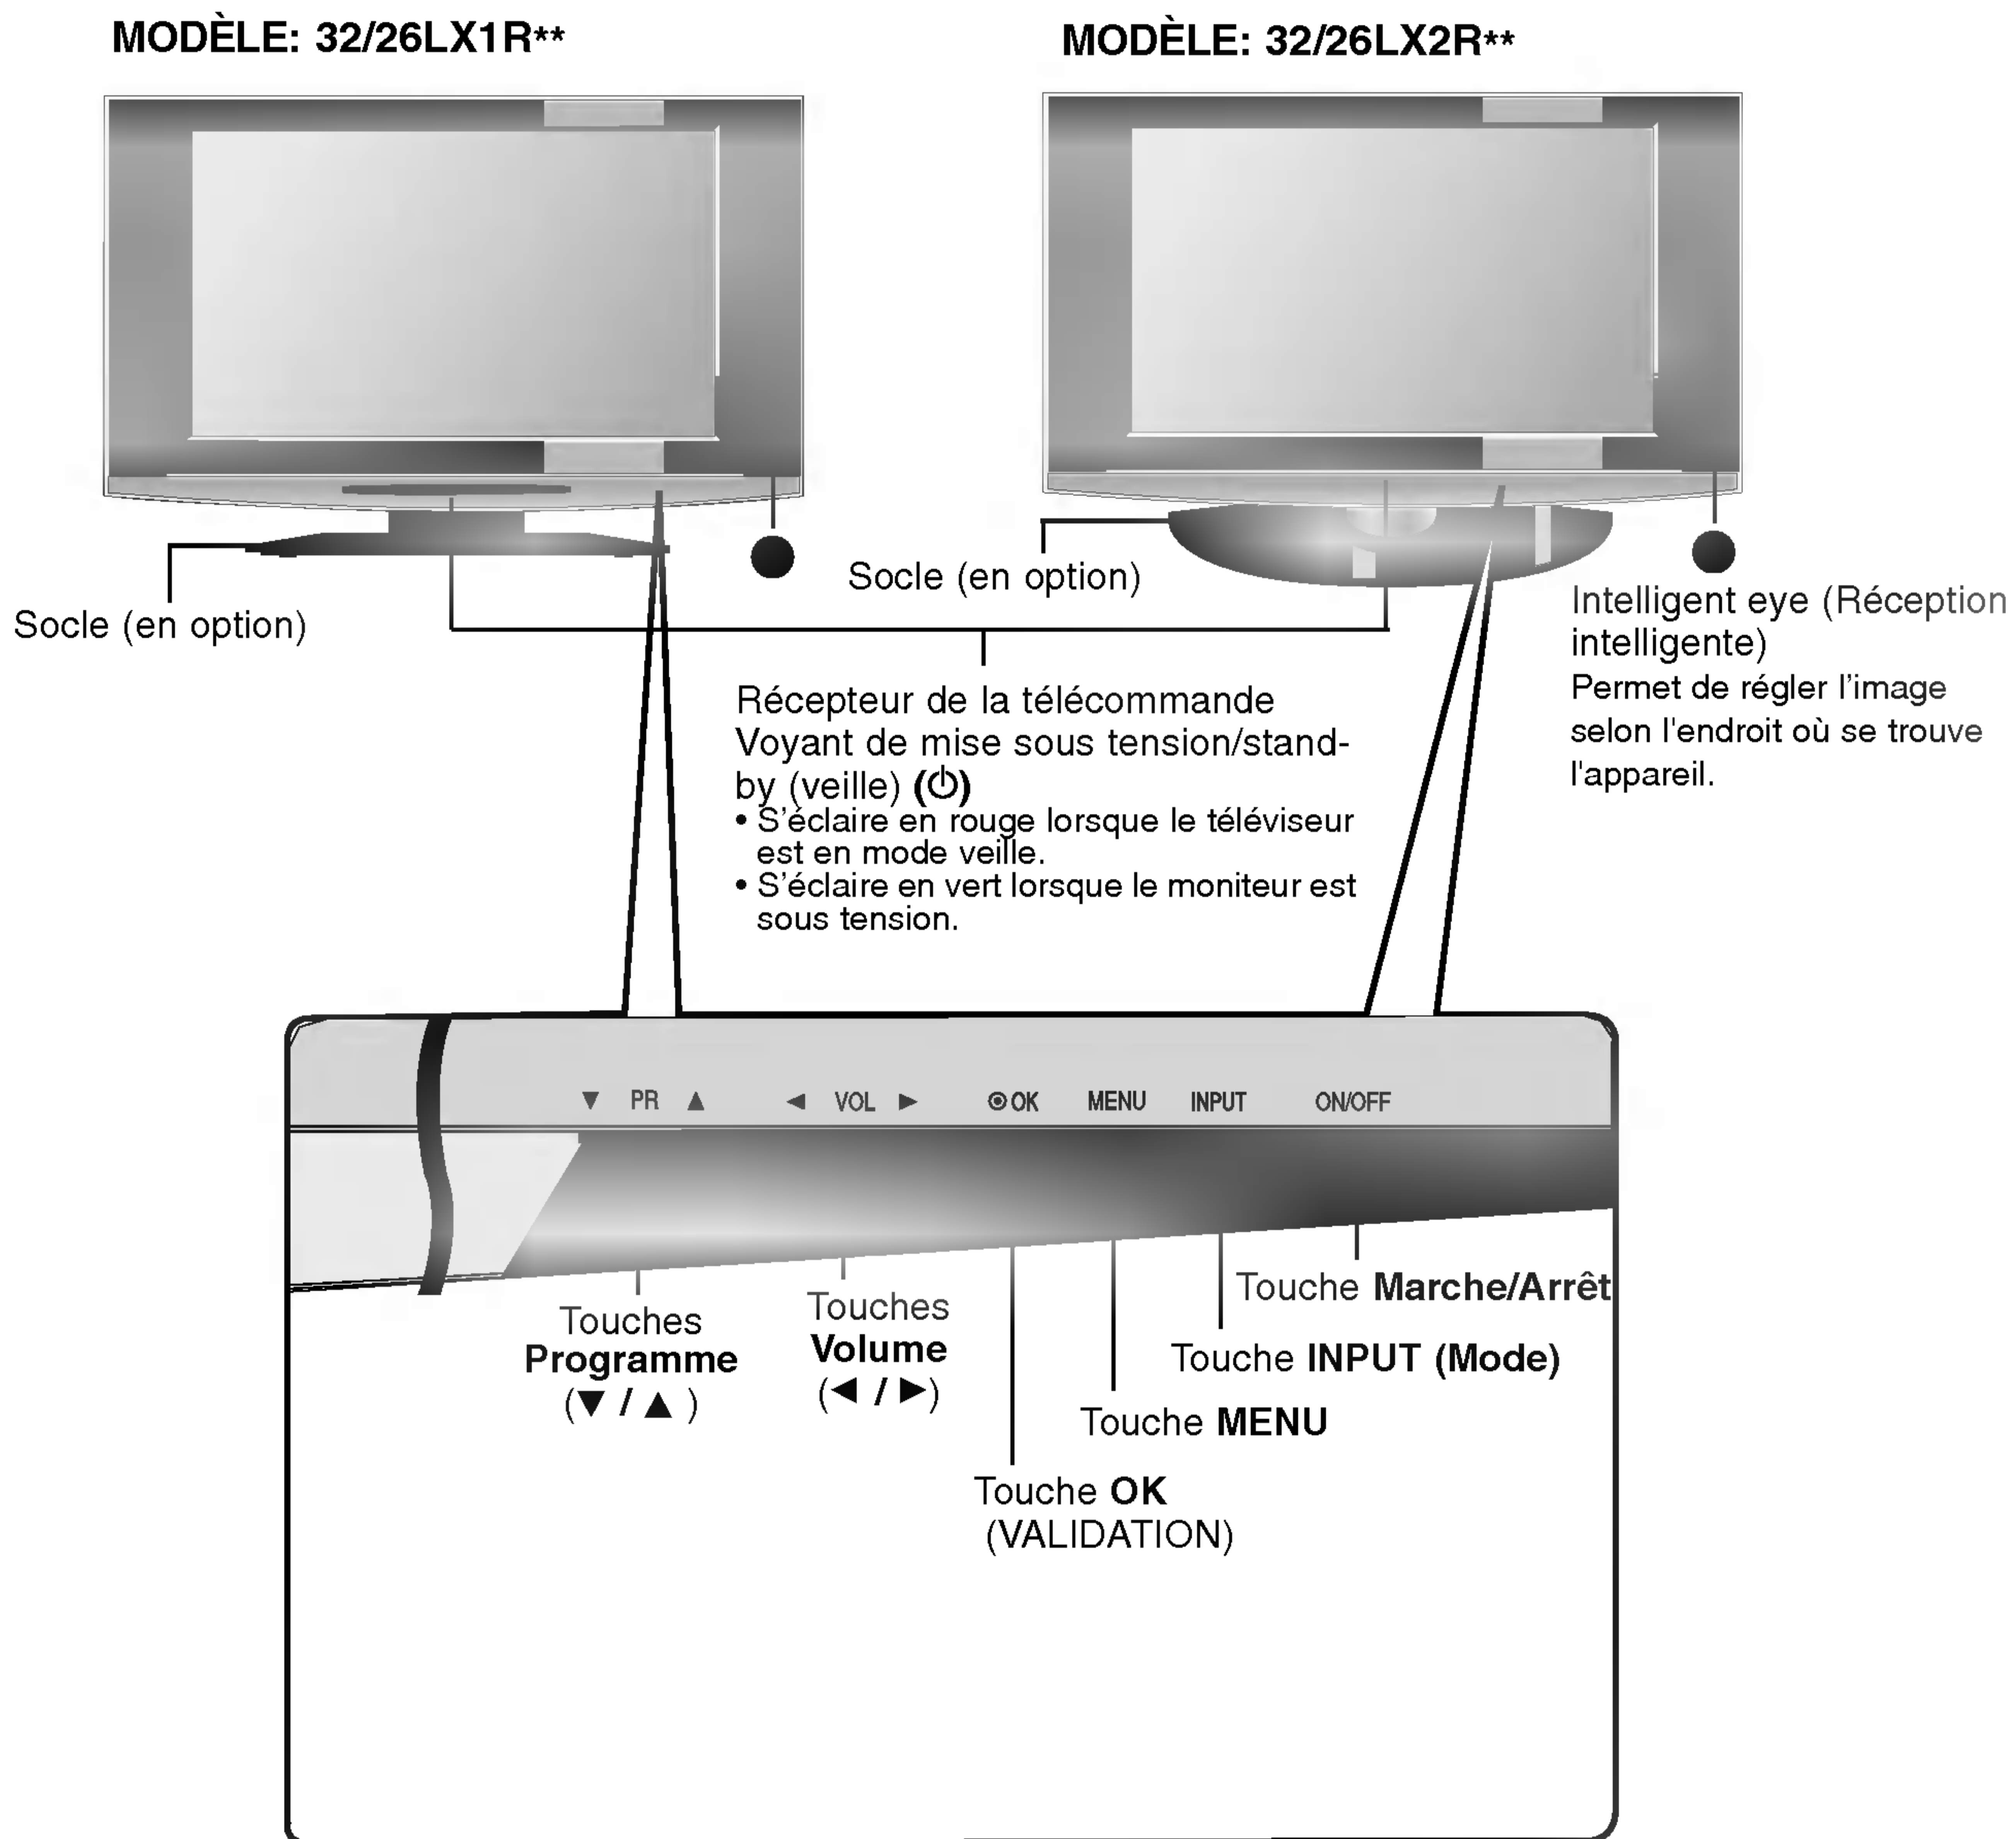 MODÈLE: 32/26LX1R**
MODÈLE: 32/26LX2R**
Socle (en option)
Socle (en option)
Intelligent eye (Réception
intelligente)
Permet de régler l’image
selon l'endroit où se trouve
l'appareil.
Récepteur de la télécommande
Voyant de mise sous tension/stand-
by (veille) (⏻)
• S’éclaire en rouge lorsque le téléviseur
est en mode veille.
• S’éclaire en vert lorsque le moniteur est
sous tension.
▼ PR ▲ ◀ VOL ▶ ◉OK MENU INPUT ON/OFF
Touches
Programme
(▼ / ▲ )
Touches
Volume
(◀ / ▶)
Touche Marche/Arrêt
Touche INPUT (Mode)
Touche MENU
Touche OK
(VALIDATION)